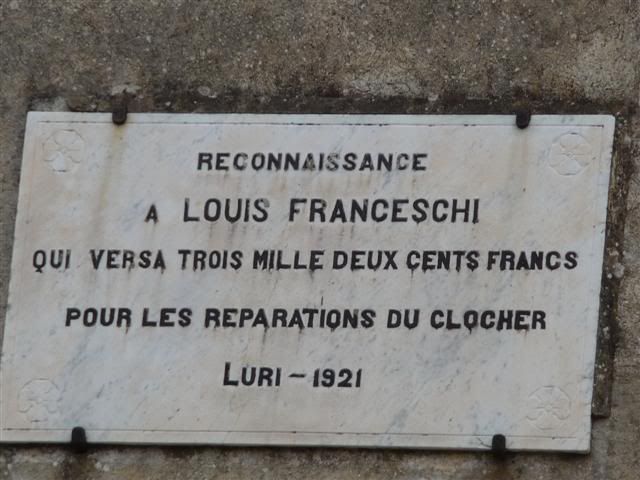 RECONNAISSANCE
A LOUIS FRANCESCHI
QUI VERSA TROIS MILLE DEUX CENTS FRANCS
POUR LES REPARATIONS DU CLOCHER
LURI - 1921